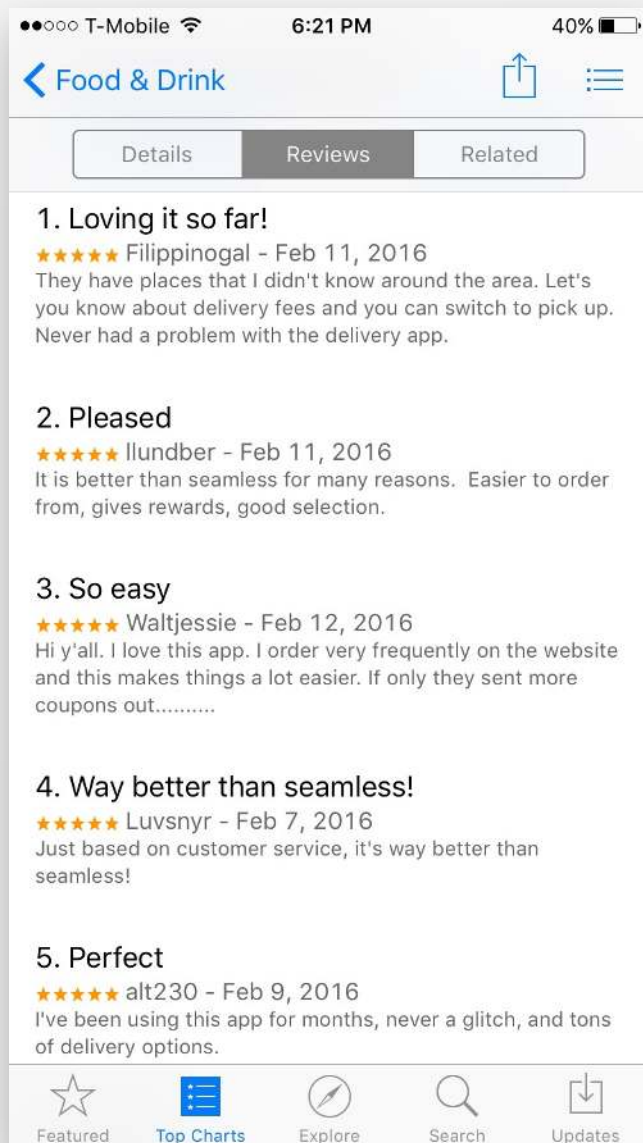 T-Mobile 6:21 PM 40%
Food & Drink
Details Reviews Related
1. Loving it so far!
★★★★★ Filippinogal - Feb 11, 2016
They have places that I didn't know around the area. Let's
you know about delivery fees and you can switch to pick up.
Never had a problem with the delivery app.
2. Pleased
★★★★★ llundber - Feb 11, 2016
It is better than seamless for many reasons.  Easier to order
from, gives rewards, good selection.
3. So easy
★★★★★ Waltjessie - Feb 12, 2016
Hi y'all. I love this app. I order very frequently on the website
and this makes things a lot easier. If only they sent more
coupons out..........
4. Way better than seamless!
★★★★★ Luvsnyr - Feb 7, 2016
Just based on customer service, it's way better than
seamless!
5. Perfect
★★★★★ alt230 - Feb 9, 2016
I've been using this app for months, never a glitch, and tons
of delivery options.
Featured Top Charts Explore Search Updates